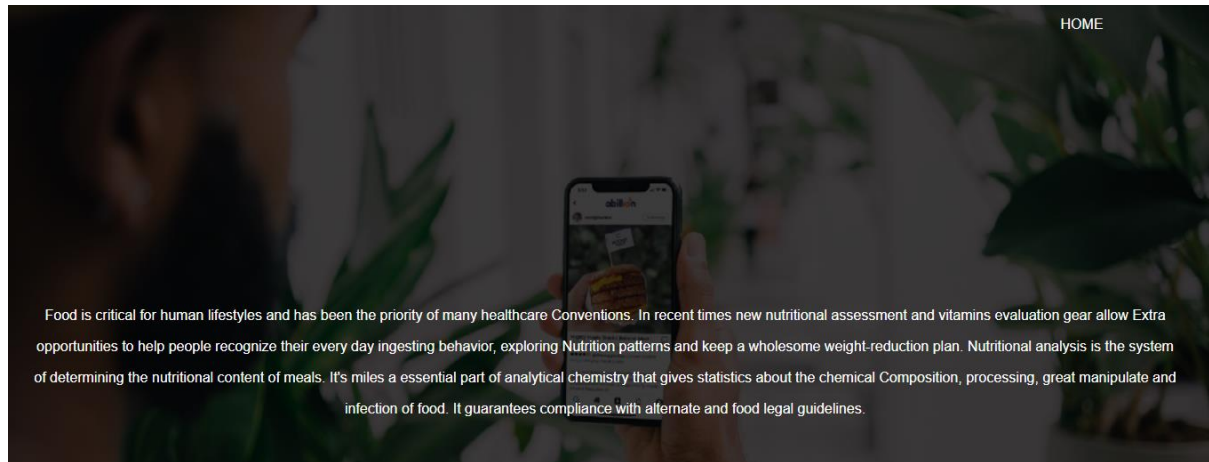 HOME
abillion
Food is critical for human lifestyles and has been the priority of many healthcare Conventions. In recent times new nutritional assessment and vitamins evaluation gear allow Extra
opportunities to help people recognize their every day ingesting behavior, exploring Nutrition patterns and keep a wholesome weight-reduction plan. Nutritional analysis is the system
of determining the nutritional content of meals. It's miles a essential part of analytical chemistry that gives statistics about the chemical Composition, processing, great manipulate and
infection of food. It guarantees compliance with alternate and food legal guidelines.